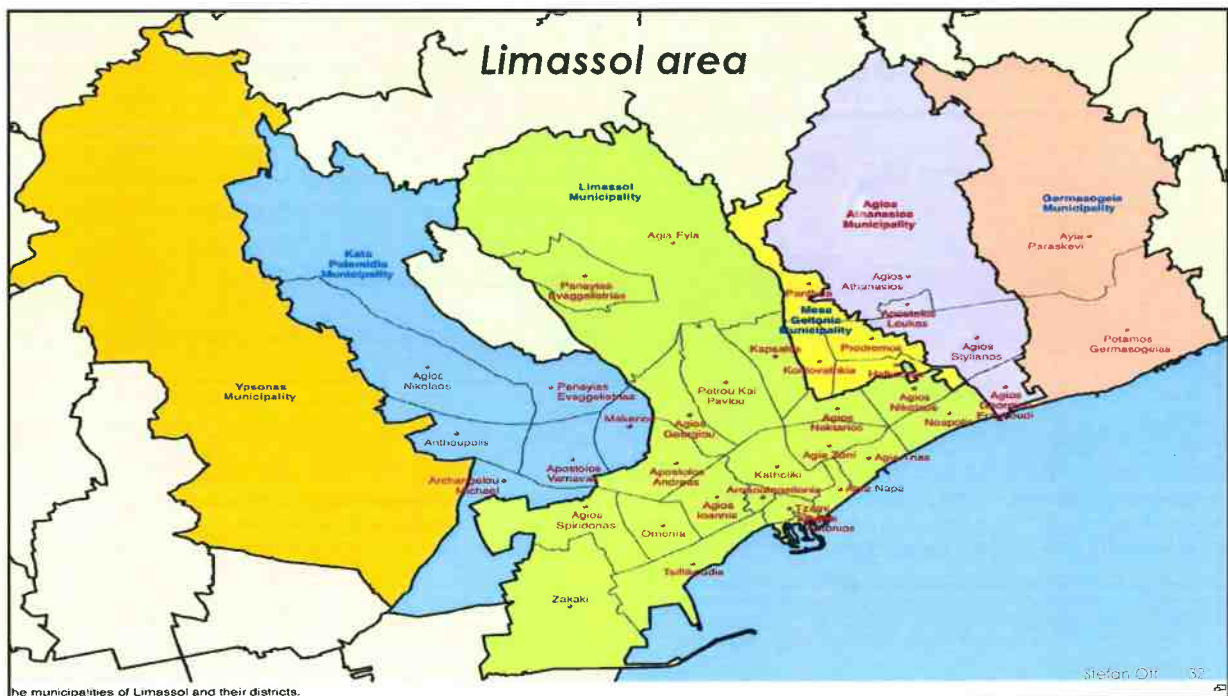 Limassol area
Limassol
Municipality
Agia Fyla
Panayias
Evaggelistrias
Agios
Athanasios
Municipality
Germasogeia
Municipality
Ayia
Paraskevi
Kato
Polemidia
Municipality
Agios
Athanasios
Apostolos
Loukas
Panthea
Mesa
Geitonia
Municipality
Potamos
Germasogeias
Agios
Stylianos
Kapsalos
Prodromos
Ypsonas
Municipality
Agios
Nikolaos
Panayias
Evaggelistrias
Petrou Kai
Pavlou
Agios
Nikolaos
Agios
Neapolis
Makarios
Agios
Georgiou
Agios
Nektarios
Anthoupolis
Agia Zoni
Agia Trias
Archangelou
Michael
Apostolos
Varnavas
Apostolos
Andreas
Katholiki
Agia Napa
Agios
Ioannis
Agios
Spiridonas
Omonia
Tsiflikoudia
Zakaki
Stefan Ott 32
he municipalities of Limassol and their districts.